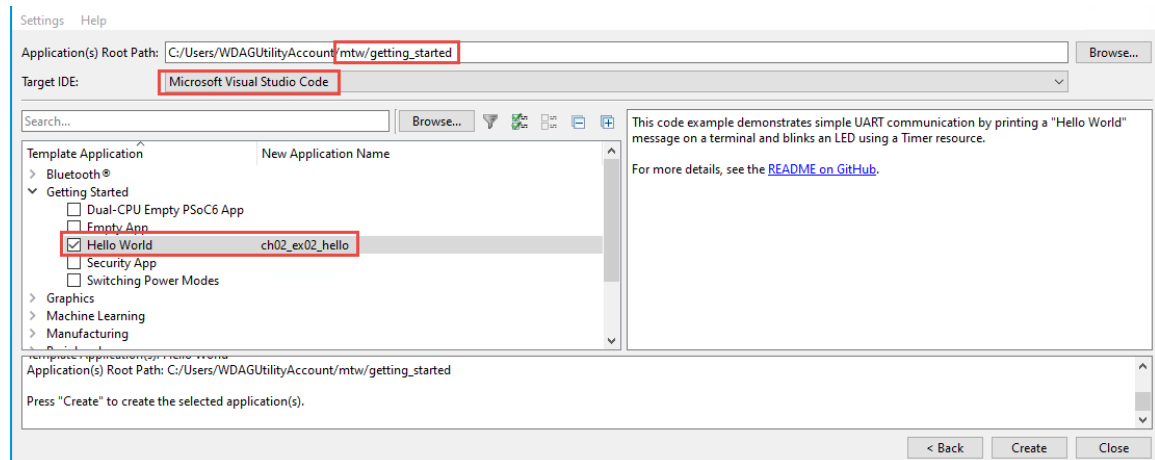 Settings Help
Application(s) Root Path: C:/Users/WDAGUtilityAccount/mtw/getting_started Browse...
Target IDE: Microsoft Visual Studio Code
Search... Browse...
Template Application New Application Name
Bluetooth®
Getting Started
Dual-CPU Empty PSoC6 App
Empty App
Hello World ch02_ex02_hello
Security App
Switching Power Modes
Graphics
Machine Learning
Manufacturing
This code example demonstrates simple UART communication by printing a "Hello World"
message on a terminal and blinks an LED using a Timer resource.
For more details, see the README on GitHub.
Template Application(s): Hello World
Application(s) Root Path: C:/Users/WDAGUtilityAccount/mtw/getting_started
Press "Create" to create the selected application(s).
< Back Create Close